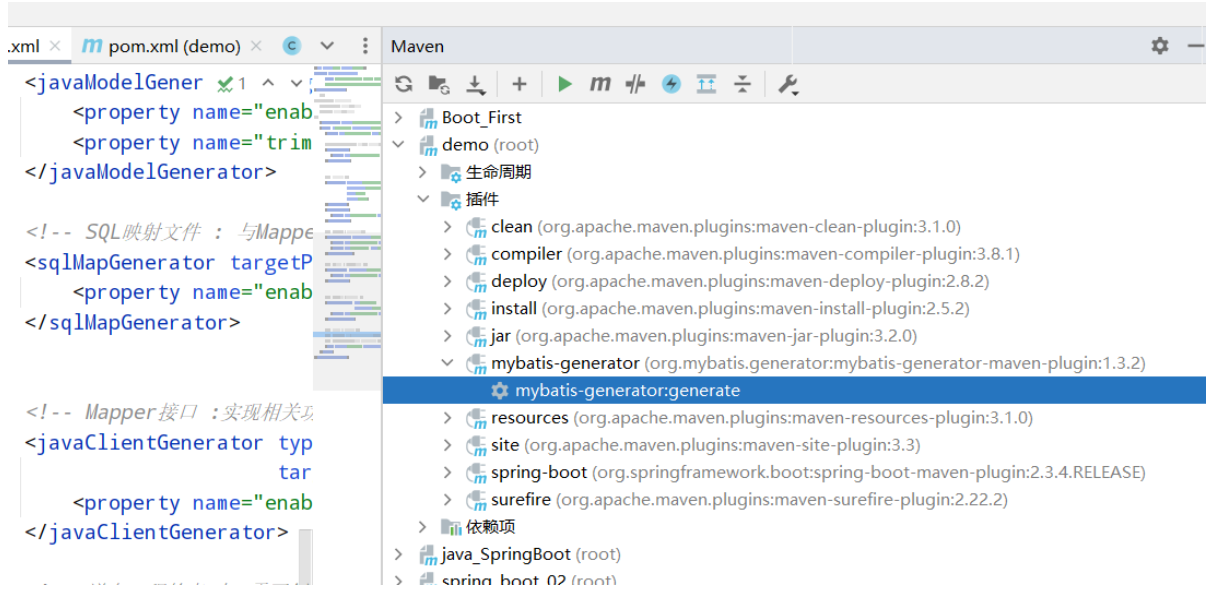 .xml pom.xml (demo)
<javaModelGener 1
<property name="enab
<property name="trim
</javaModelGenerator>
<!-- SQL映射文件 : 与Mappe
<sqlMapGenerator targetP
<property name="enab
</sqlMapGenerator>
<!-- Mapper接口 :实现相关功
<javaClientGenerator typ
tar
<property name="enab
</javaClientGenerator>
Maven
Boot_First
demo (root)
生命周期
插件
clean (org.apache.maven.plugins:maven-clean-plugin:3.1.0)
compiler (org.apache.maven.plugins:maven-compiler-plugin:3.8.1)
deploy (org.apache.maven.plugins:maven-deploy-plugin:2.8.2)
install (org.apache.maven.plugins:maven-install-plugin:2.5.2)
jar (org.apache.maven.plugins:maven-jar-plugin:3.2.0)
mybatis-generator (org.mybatis.generator:mybatis-generator-maven-plugin:1.3.2)
mybatis-generator:generate
resources (org.apache.maven.plugins:maven-resources-plugin:3.1.0)
site (org.apache.maven.plugins:maven-site-plugin:3.3)
spring-boot (org.springframework.boot:spring-boot-maven-plugin:2.3.4.RELEASE)
surefire (org.apache.maven.plugins:maven-surefire-plugin:2.22.2)
依赖项
java_SpringBoot (root)
spring_boot_02 (root)